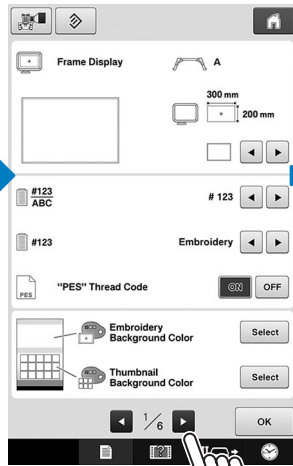 Frame Display
A
300 mm
200 mm
#123
ABC
# 123
#123
Embroidery
PES
“PES” Thread Code
ON
OFF
Embroidery
Background Color
Select
Thumbnail
Background Color
Select
1/6
OK